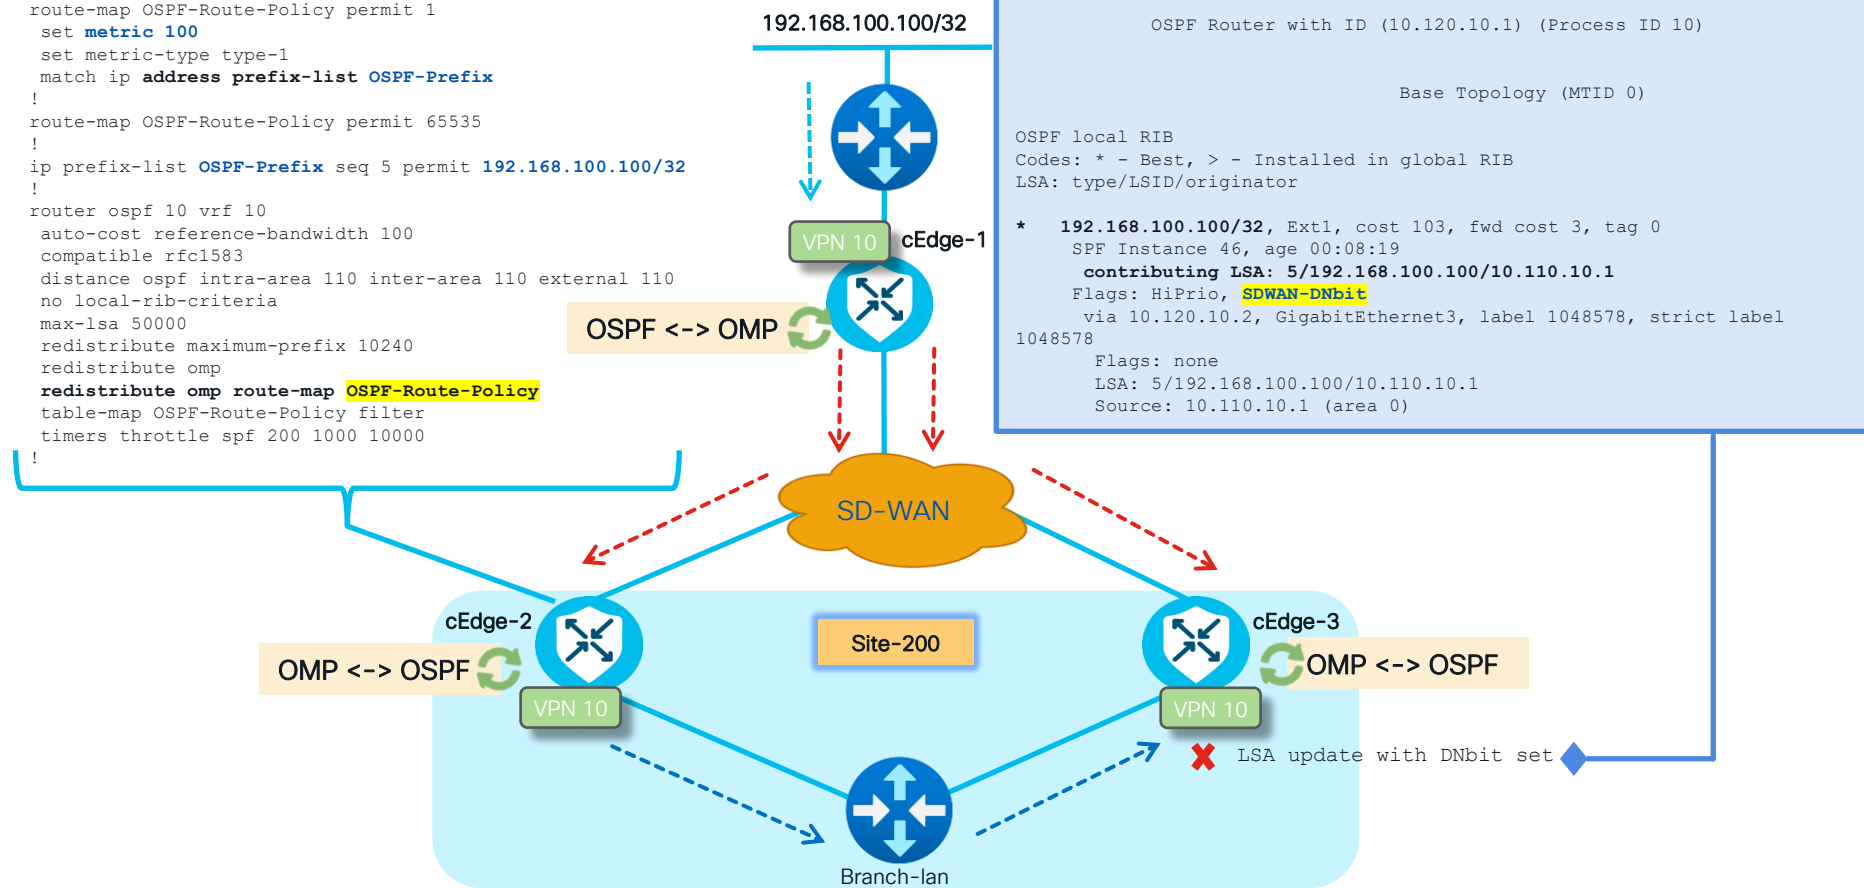 route-map OSPF-Route-Policy permit 1
set metric 100
set metric-type type-1
match ip address prefix-list OSPF-Prefix
!
route-map OSPF-Route-Policy permit 65535
!
ip prefix-list OSPF-Prefix seq 5 permit 192.168.100.100/32
!
router ospf 10 vrf 10
auto-cost reference-bandwidth 100
compatible rfc1583
distance ospf intra-area 110 inter-area 110 external 110
no local-rib-criteria
max-lsa 50000
redistribute maximum-prefix 10240
redistribute omp
redistribute omp route-map OSPF-Route-Policy
table-map OSPF-Route-Policy filter
timers throttle spf 200 1000 10000
!
192.168.100.100/32
OSPF Router with ID (10.120.10.1) (Process ID 10)
Base Topology (MTID 0)
OSPF local RIB
Codes: * - Best, > - Installed in global RIB
LSA: type/LSID/originator
* 192.168.100.100/32, Ext1, cost 103, fwd cost 3, tag 0
SPF Instance 46, age 00:08:19
contributing LSA: 5/192.168.100.100/10.110.10.1
Flags: HiPrio, SDWAN-DNbit
via 10.120.10.2, GigabitEthernet3, label 1048578, strict label
1048578
Flags: none
LSA: 5/192.168.100.100/10.110.10.1
Source: 10.110.10.1 (area 0)
VPN 10
cEdge-1
OSPF <-> OMP
SD-WAN
cEdge-2
Site-200
cEdge-3
OMP <-> OSPF
OMP <-> OSPF
VPN 10
VPN 10
LSA update with DNbit set
Branch-lan